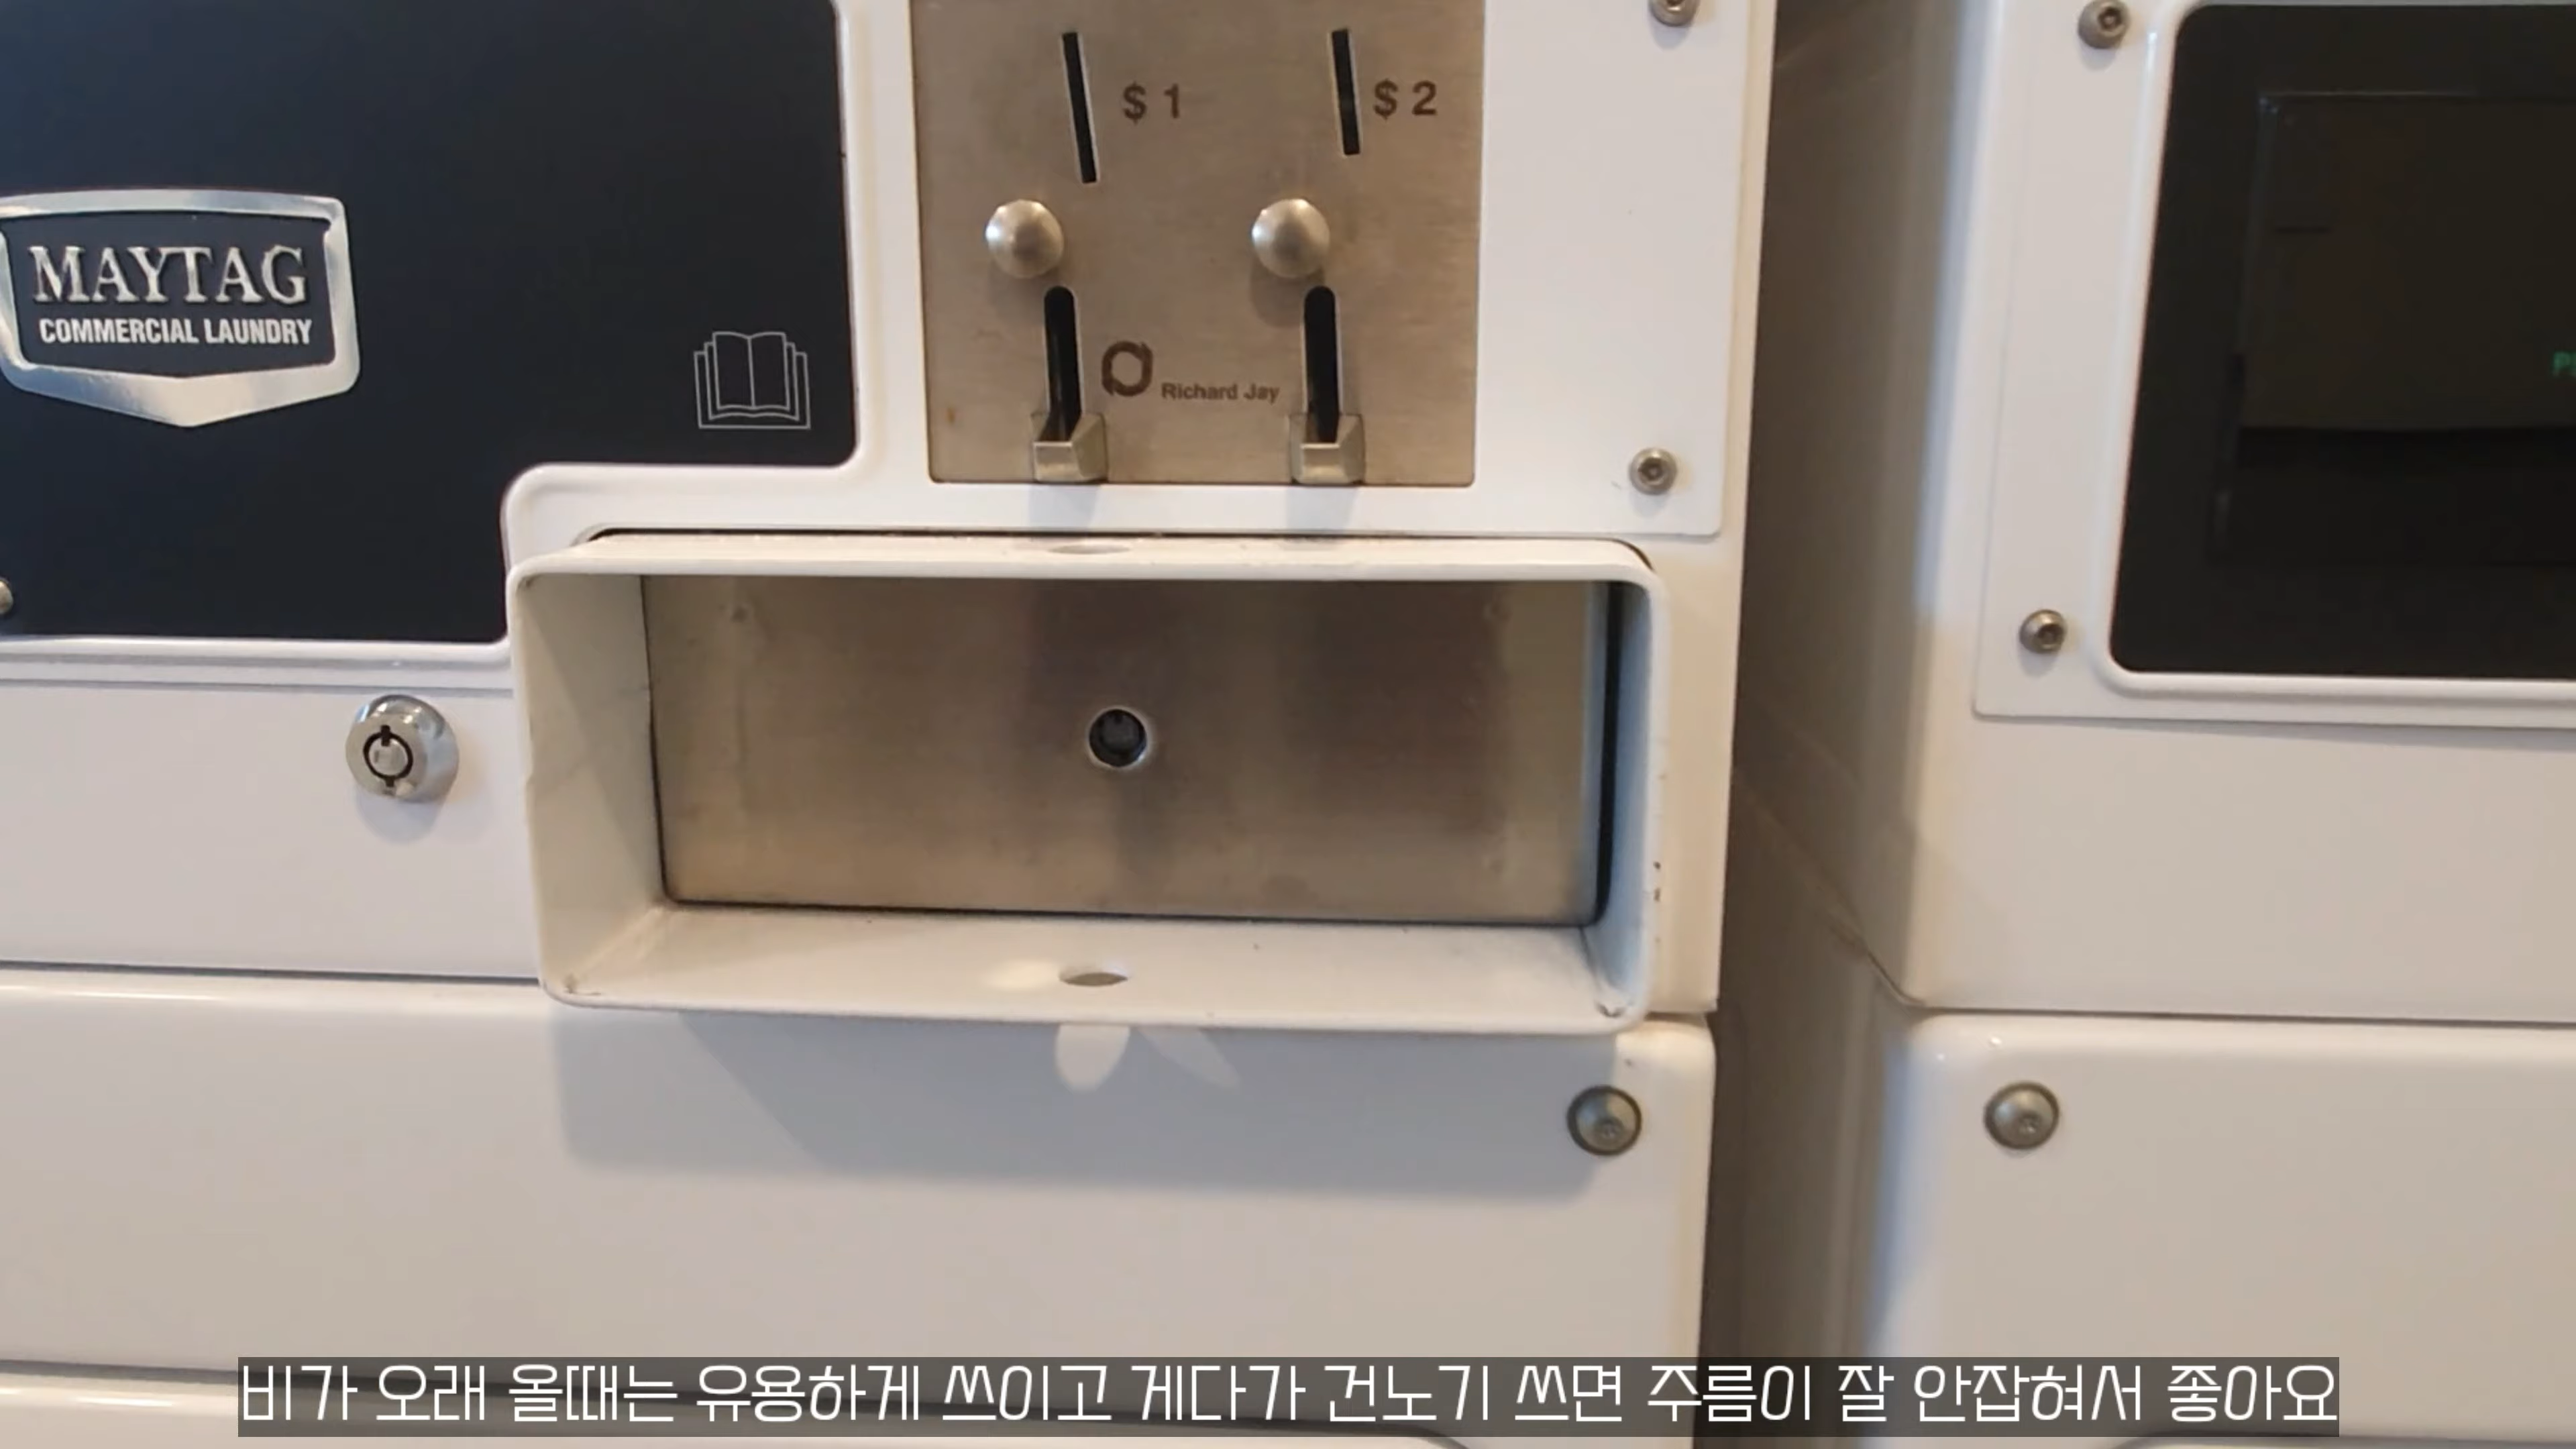 $ 1
$ 2
MAYTAG
COMMERCIAL LAUNDRY
Richard Jay
비가 오래 올때는 유용하게 쓰이고 게다가 건노기 쓰면 주름이 잘 안잡혀서 좋아요